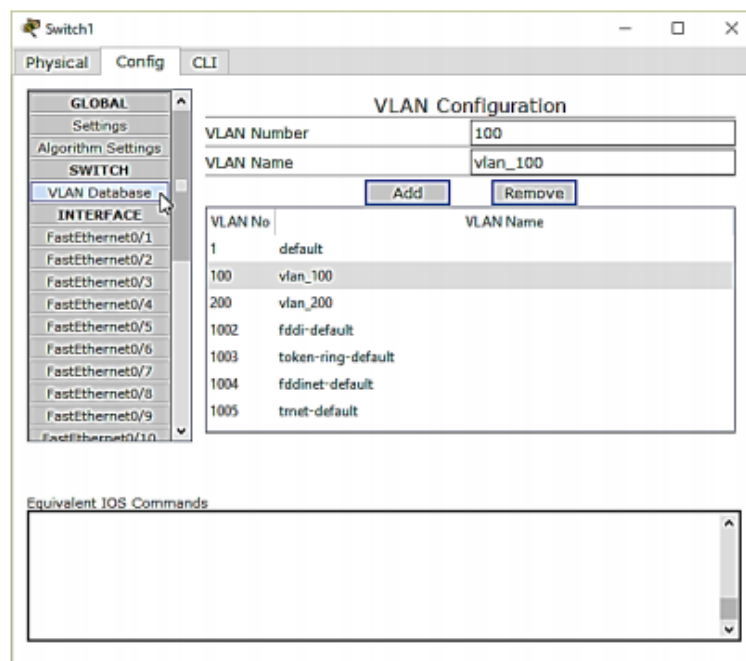 Switch1
Physical Config CLI
GLOBAL
Settings
Algorithm Settings
SWITCH
VLAN Database
INTERFACE
FastEthernet0/1
FastEthernet0/2
FastEthernet0/3
FastEthernet0/4
FastEthernet0/5
FastEthernet0/6
FastEthernet0/7
FastEthernet0/8
FastEthernet0/9
FastEthernet0/10
VLAN Configuration
VLAN Number 100
VLAN Name vlan_100
Add Remove
VLAN No VLAN Name
1 default
100 vlan_100
200 vlan_200
1002 fddi-default
1003 token-ring-default
1004 fddinet-default
1005 trnet-default
Equivalent IOS Commands